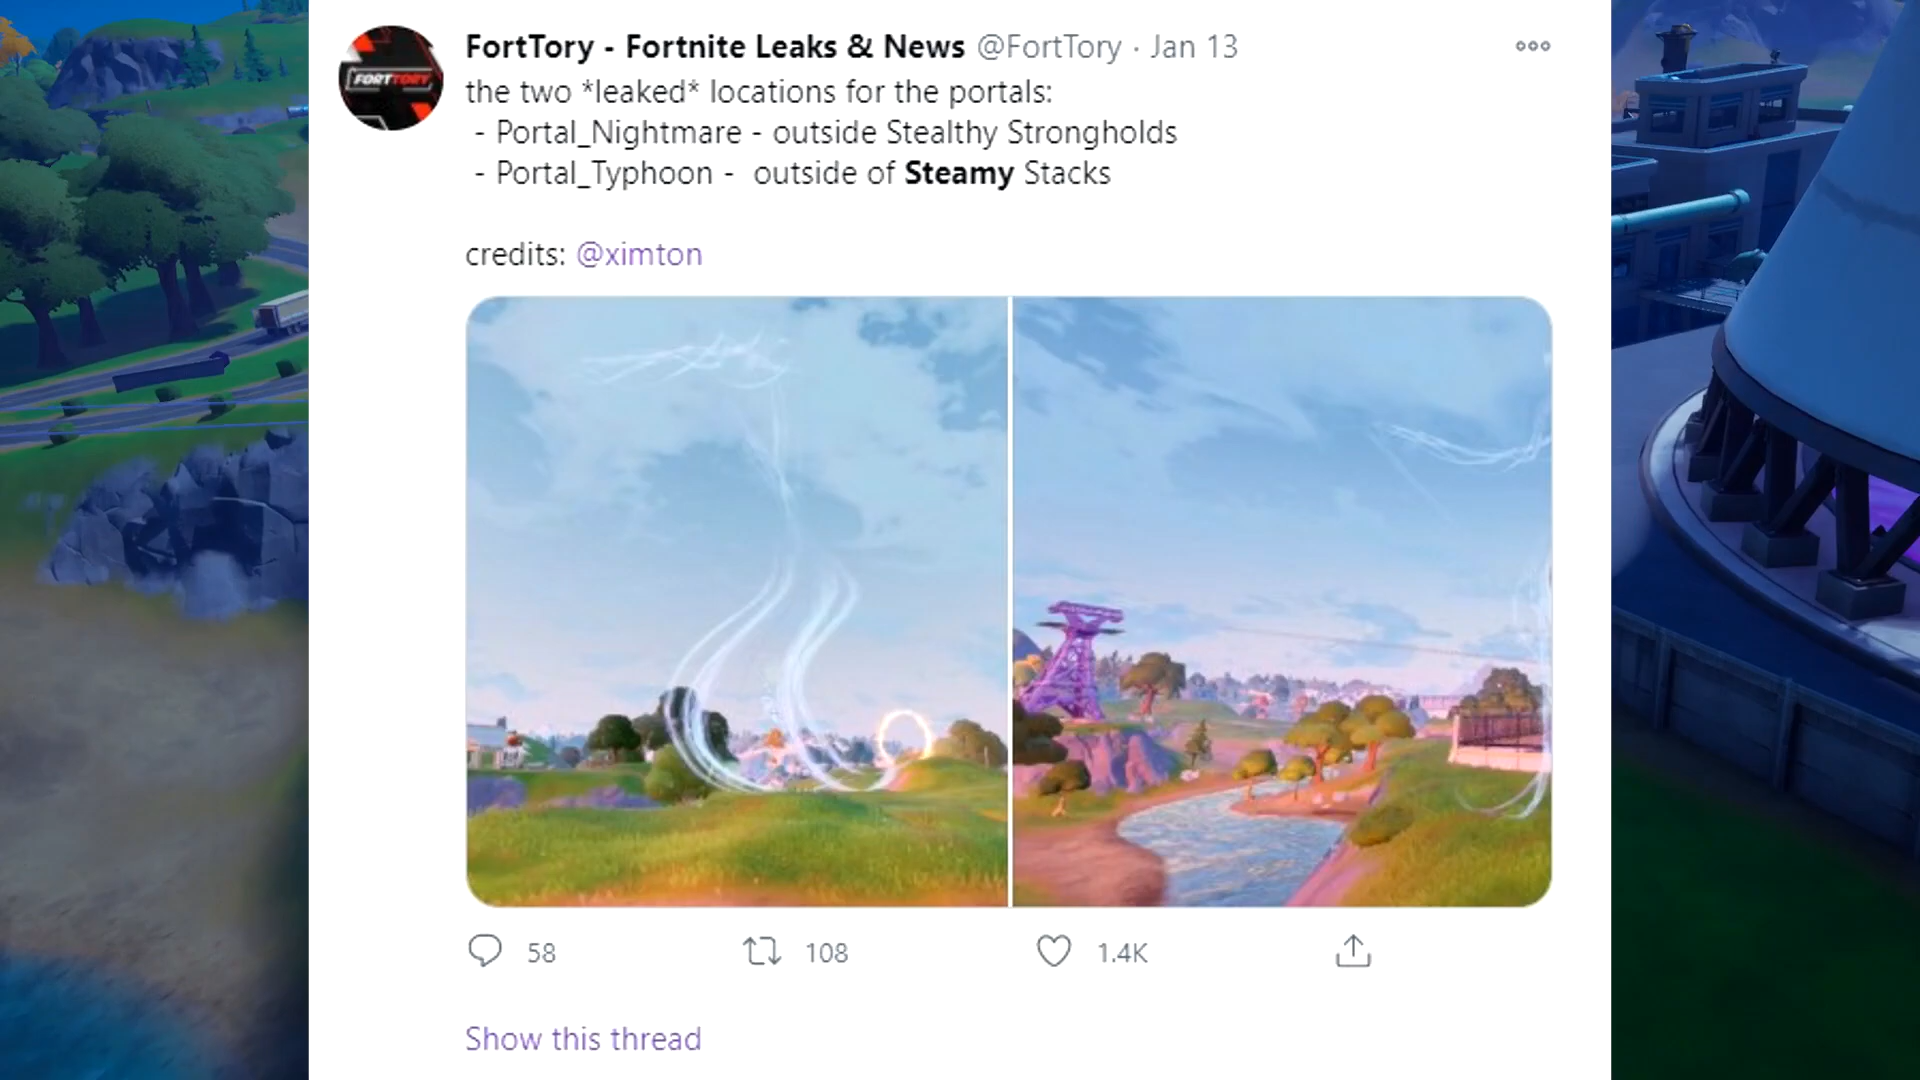 FortTory - Fortnite Leaks & News @FortTory · Jan 13
FORTTORY
the two *leaked* locations for the portals:
- Portal_Nightmare - outside Stealthy Strongholds
- Portal_Typhoon - outside of Steamy Stacks
credits: @ximton
58 108 1.4K
Show this thread